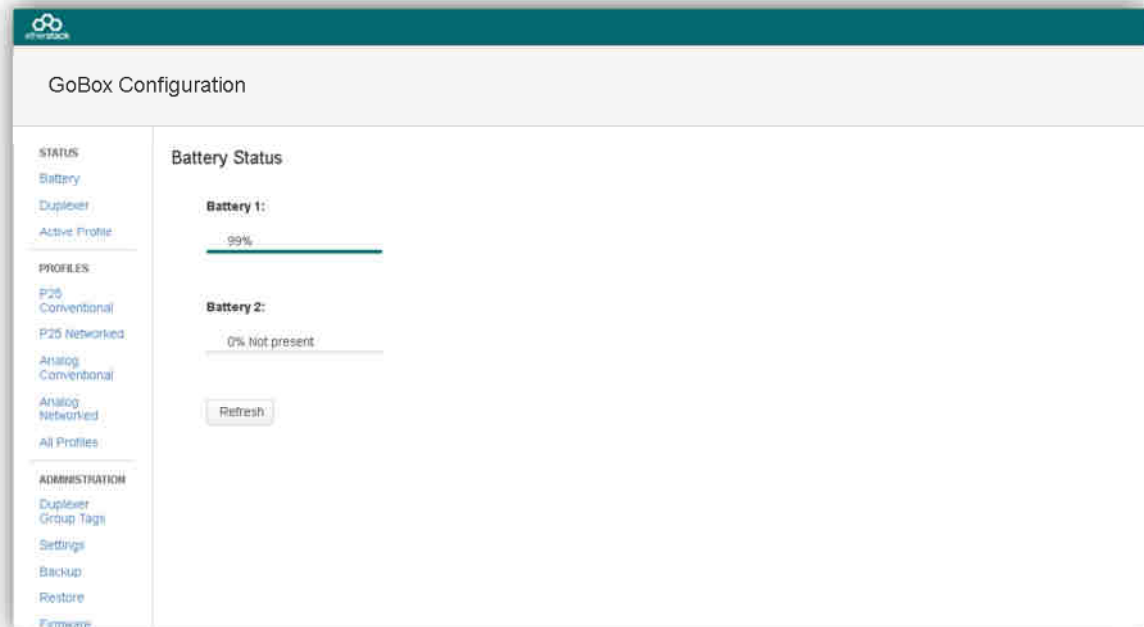 etherstack
GoBox Configuration
STATUS
Battery
Duplexer
Active Profile
PROFILES
P25
Conventional
P25 Networked
Analog
Conventional
Analog
Networked
All Profiles
ADMINISTRATION
Duplexer
Group Tags
Settings
Backup
Restore
Firmware
Battery Status
Battery 1:
99%
Battery 2:
0% Not present
Refresh